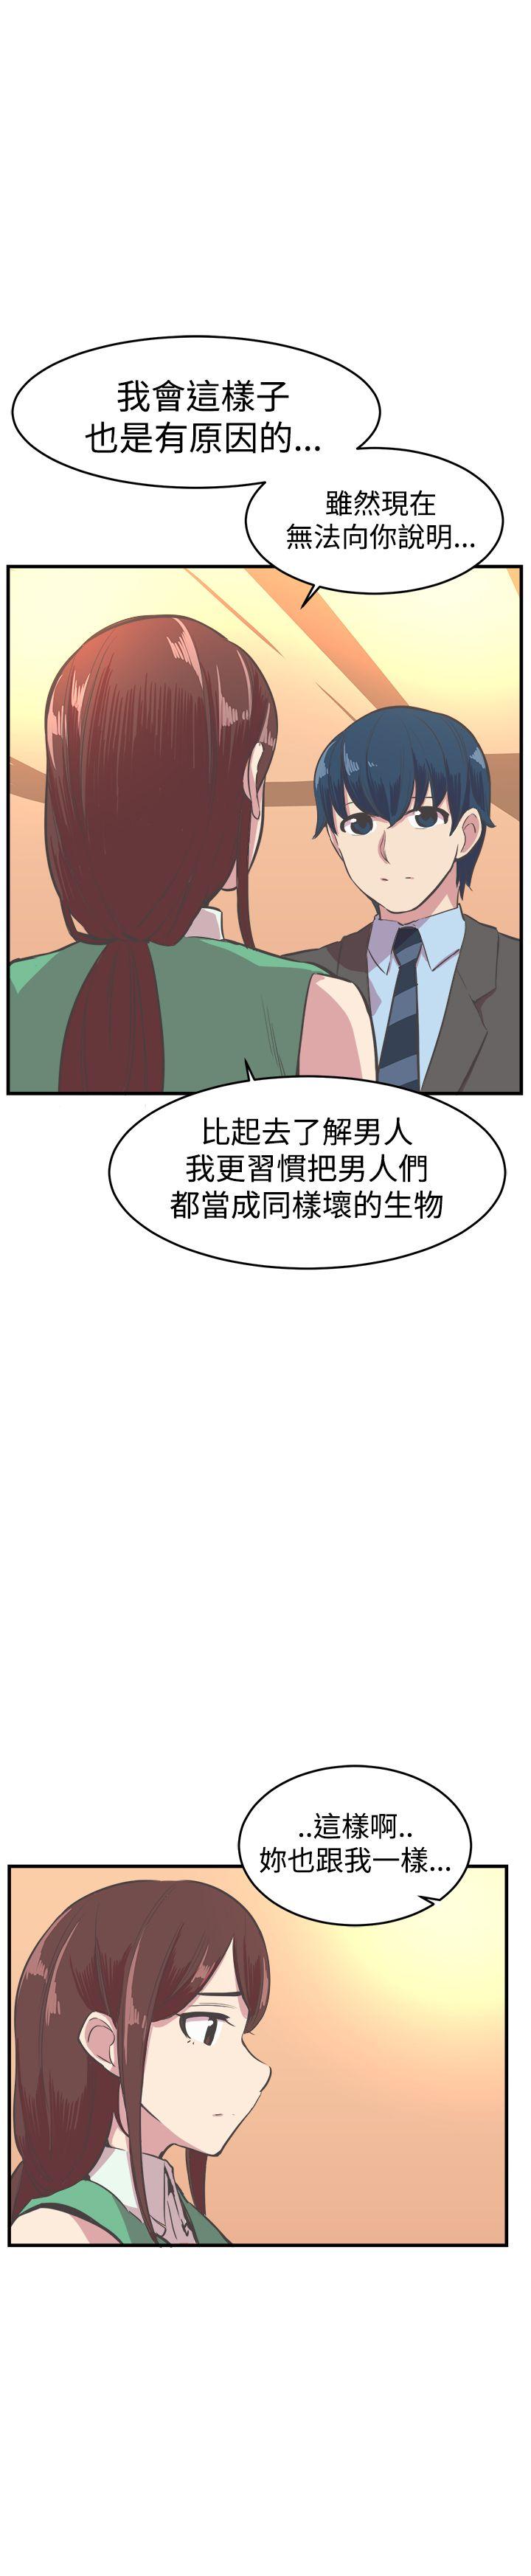 我會這樣子
也是有原因的...
雖然現在
無法向你說明...
比起去了解男人
我更習慣把男人們
都當成同樣壞的生物
..這樣啊..
妳也跟我一樣...